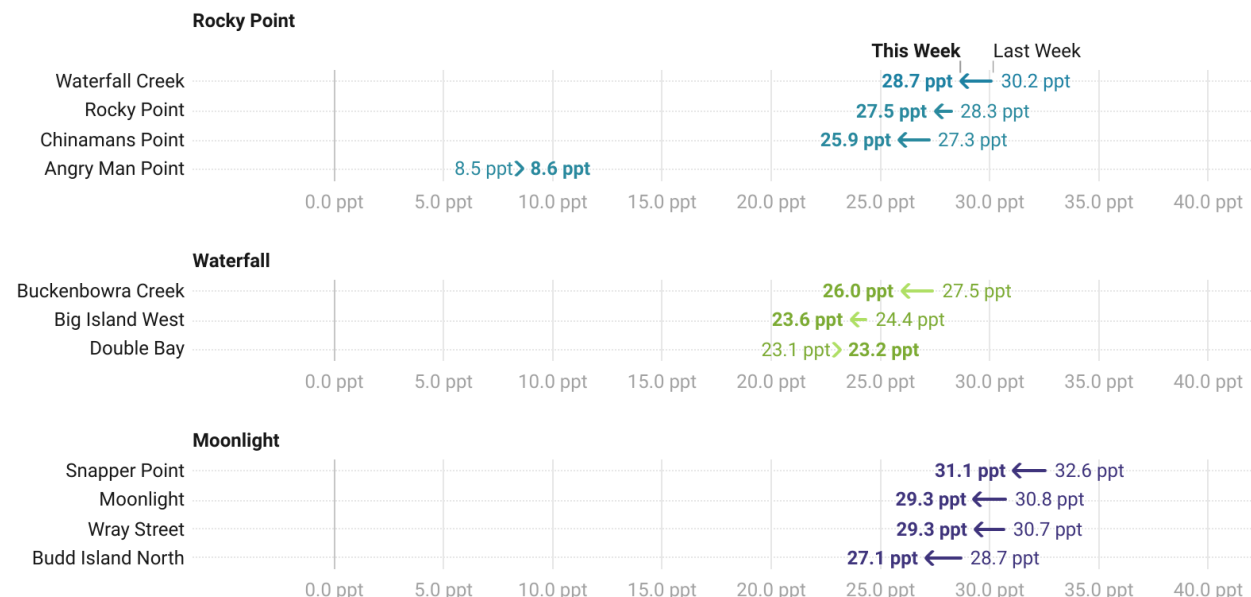 Rocky Point
This Week Last Week
Waterfall Creek 28.7 ppt 30.2 ppt
Rocky Point 27.5 ppt 28.3 ppt
Chinamans Point 25.9 ppt 27.3 ppt
Angry Man Point 8.5 ppt 8.6 ppt
0.0 ppt 5.0 ppt 10.0 ppt 15.0 ppt 20.0 ppt 25.0 ppt 30.0 ppt 35.0 ppt 40.0 ppt
Waterfall
Buckenbowra Creek 26.0 ppt 27.5 ppt
Big Island West 23.6 ppt 24.4 ppt
Double Bay 23.1 ppt 23.2 ppt
0.0 ppt 5.0 ppt 10.0 ppt 15.0 ppt 20.0 ppt 25.0 ppt 30.0 ppt 35.0 ppt 40.0 ppt
Moonlight
Snapper Point 31.1 ppt 32.6 ppt
Moonlight 29.3 ppt 30.8 ppt
Wray Street 29.3 ppt 30.7 ppt
Budd Island North 27.1 ppt 28.7 ppt
0.0 ppt 5.0 ppt 10.0 ppt 15.0 ppt 20.0 ppt 25.0 ppt 30.0 ppt 35.0 ppt 40.0 ppt